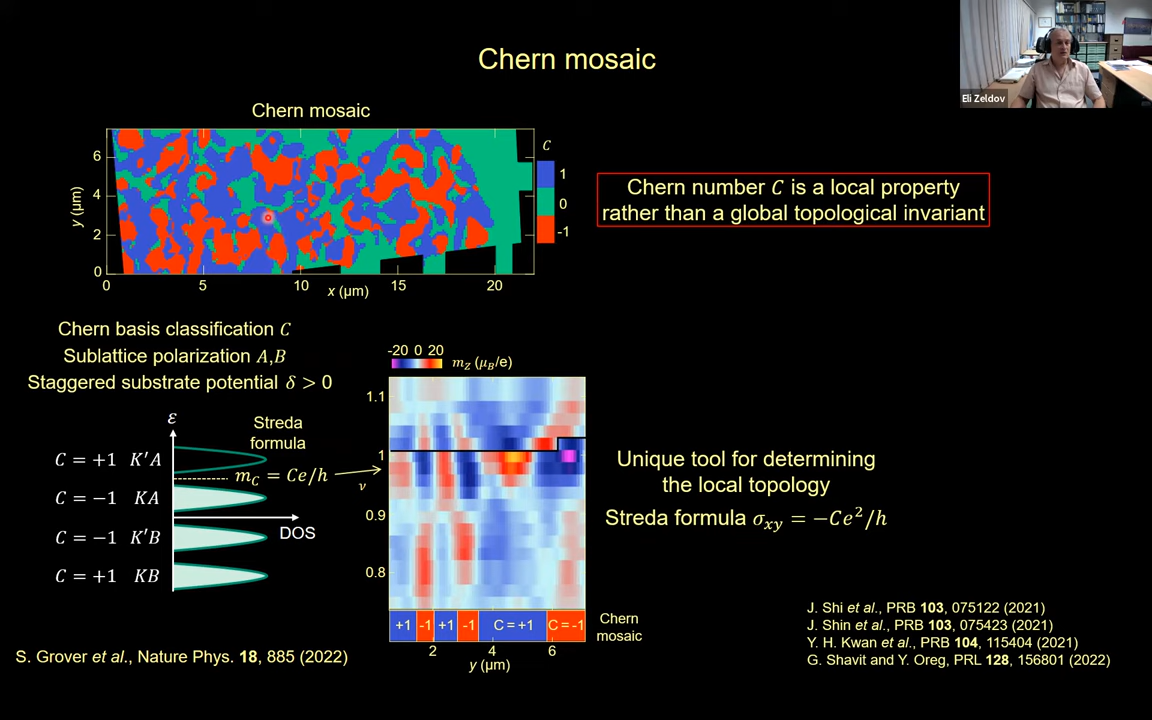 Chern mosaic
Eli Zeldov
Chern mosaic
C
6
4
2
0
y (μm)
1
0
-1
0
5
10
15
20
x (μm)
Chern number C is a local property
rather than a global topological invariant
Chern basis classification C
Sublattice polarization A,B
Staggered substrate potential δ > 0
ε
Streda
formula
C = +1 K′A
m_C = Ce/h
C = −1 KA
DOS
C = −1 K′B
C = +1 KB
-20 0 20
m_Z (μ_B/e)
1.1
1
ν
0.9
0.8
+1 -1 +1 -1 C = +1 C = -1
Chern
mosaic
2
4
6
y (μm)
Unique tool for determining
the local topology
Streda formula σ_xy = −Ce²/h
S. Grover et al., Nature Phys. 18, 885 (2022)
J. Shi et al., PRB 103, 075122 (2021)
J. Shin et al., PRB 103, 075423 (2021)
Y. H. Kwan et al., PRB 104, 115404 (2021)
G. Shavit and Y. Oreg, PRL 128, 156801 (2022)